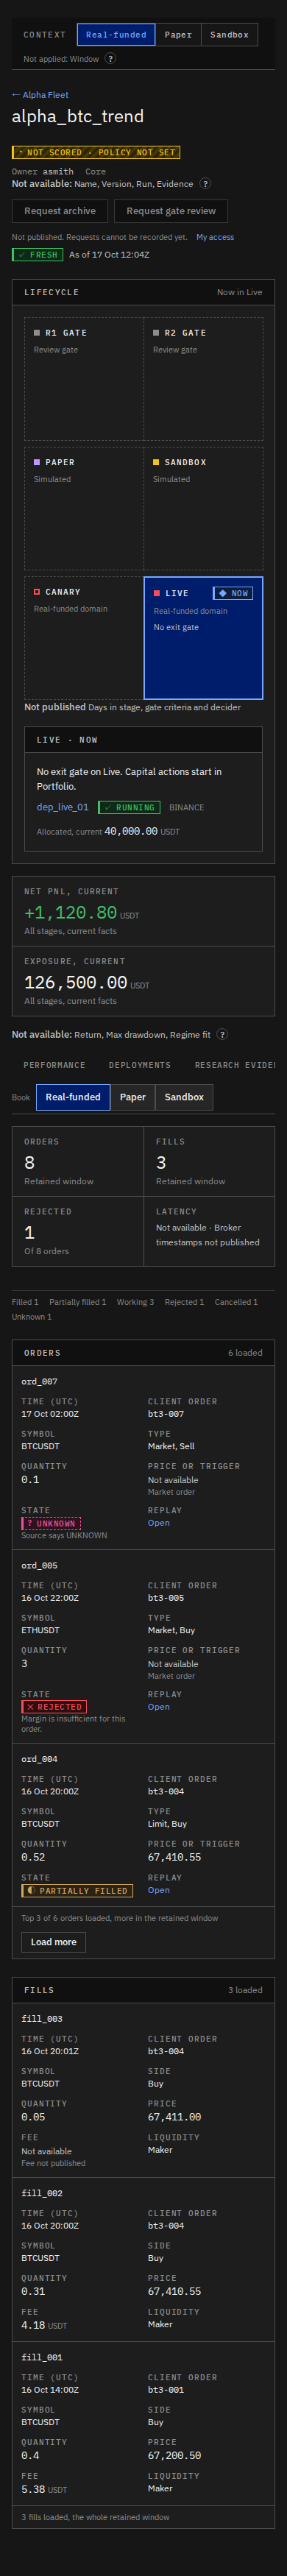 CONTEXT Real-funded Paper Sandbox
Not applied: Window ?
← Alpha Fleet
alpha_btc_trend
- NOT SCORED · POLICY NOT SET
Owner asmith Core
Not available: Name, Version, Run, Evidence ?
Request archive Request gate review
Not published. Requests cannot be recorded yet. My access
✓ FRESH As of 17 Oct 12:04Z
LIFECYCLE Now in Live
R1 GATE R2 GATE
Review gate Review gate
PAPER SANDBOX
Simulated Simulated
CANARY LIVE ◆ NOW
Real-funded domain Real-funded domain
No exit gate
Not published Days in stage, gate criteria and decider
LIVE · NOW
No exit gate on Live. Capital actions start in
Portfolio.
dep_live_01 ✓ RUNNING BINANCE
Allocated, current 40,000.00 USDT
NET PNL, CURRENT
+1,120.80 USDT
All stages, current facts
EXPOSURE, CURRENT
126,500.00 USDT
All stages, current facts
Not available: Return, Max drawdown, Regime fit ?
PERFORMANCE DEPLOYMENTS RESEARCH EVIDE
Book Real-funded Paper Sandbox
ORDERS FILLS
8 3
Retained window Retained window
REJECTED LATENCY
1 Not available · Broker
timestamps not published
Of 8 orders
Filled 1 Partially filled 1 Working 3 Rejected 1 Cancelled 1
Unknown 1
ORDERS 6 loaded
ord_007
TIME (UTC) CLIENT ORDER
17 Oct 02:00Z bt3-007
SYMBOL TYPE
BTCUSDT Market, Sell
QUANTITY PRICE OR TRIGGER
0.1 Not available
Market order
STATE REPLAY
? UNKNOWN Open
Source says UNKNOWN
ord_005
TIME (UTC) CLIENT ORDER
16 Oct 22:00Z bt3-005
SYMBOL TYPE
ETHUSDT Market, Buy
QUANTITY PRICE OR TRIGGER
3 Not available
Market order
STATE REPLAY
✕ REJECTED Open
Margin is insufficient for this
order.
ord_004
TIME (UTC) CLIENT ORDER
16 Oct 20:00Z bt3-004
SYMBOL TYPE
BTCUSDT Limit, Buy
QUANTITY PRICE OR TRIGGER
0.52 67,410.55
STATE REPLAY
◐ PARTIALLY FILLED Open
Top 3 of 6 orders loaded, more in the retained window
Load more
FILLS 3 loaded
fill_003
TIME (UTC) CLIENT ORDER
16 Oct 20:01Z bt3-004
SYMBOL SIDE
BTCUSDT Buy
QUANTITY PRICE
0.05 67,411.00
FEE LIQUIDITY
Not available Maker
Fee not published
fill_002
TIME (UTC) CLIENT ORDER
16 Oct 20:00Z bt3-004
SYMBOL SIDE
BTCUSDT Buy
QUANTITY PRICE
0.31 67,410.55
FEE LIQUIDITY
4.18 USDT Maker
fill_001
TIME (UTC) CLIENT ORDER
16 Oct 14:00Z bt3-001
SYMBOL SIDE
BTCUSDT Buy
QUANTITY PRICE
0.4 67,200.50
FEE LIQUIDITY
5.38 USDT Maker
3 fills loaded, the whole retained window